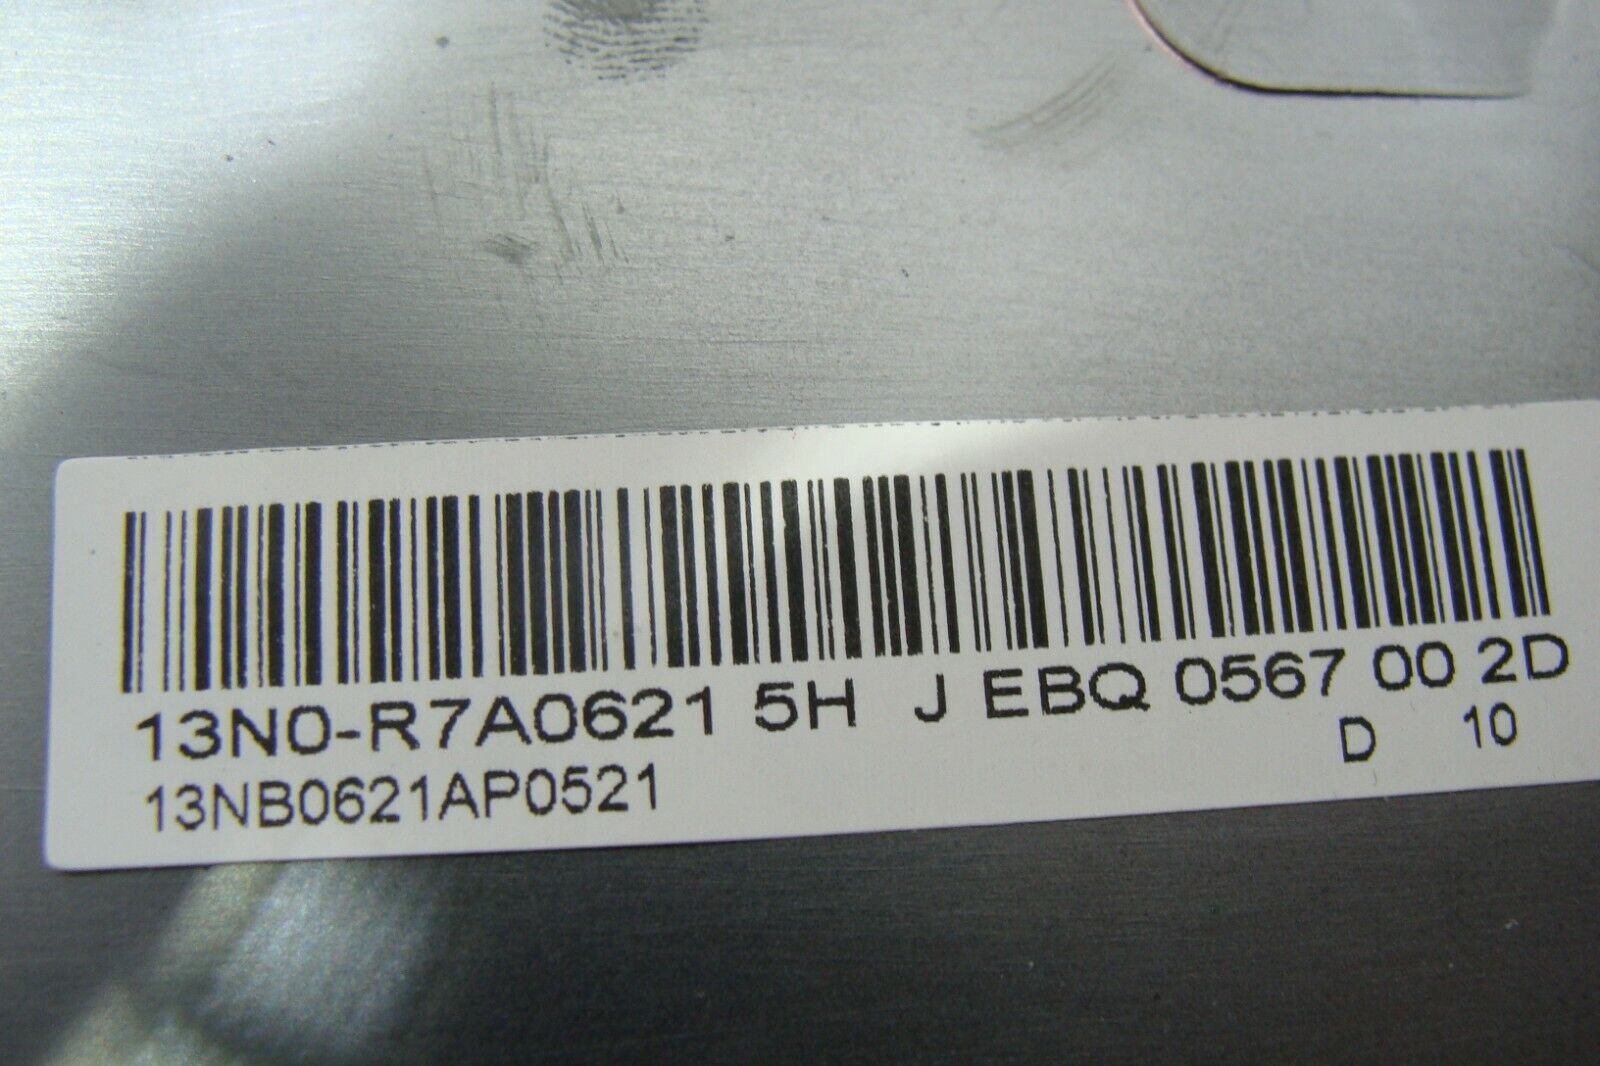 13N0-R7A0621 5H J EBQ 0567 00 2D
D 10
13NB0621AP0521